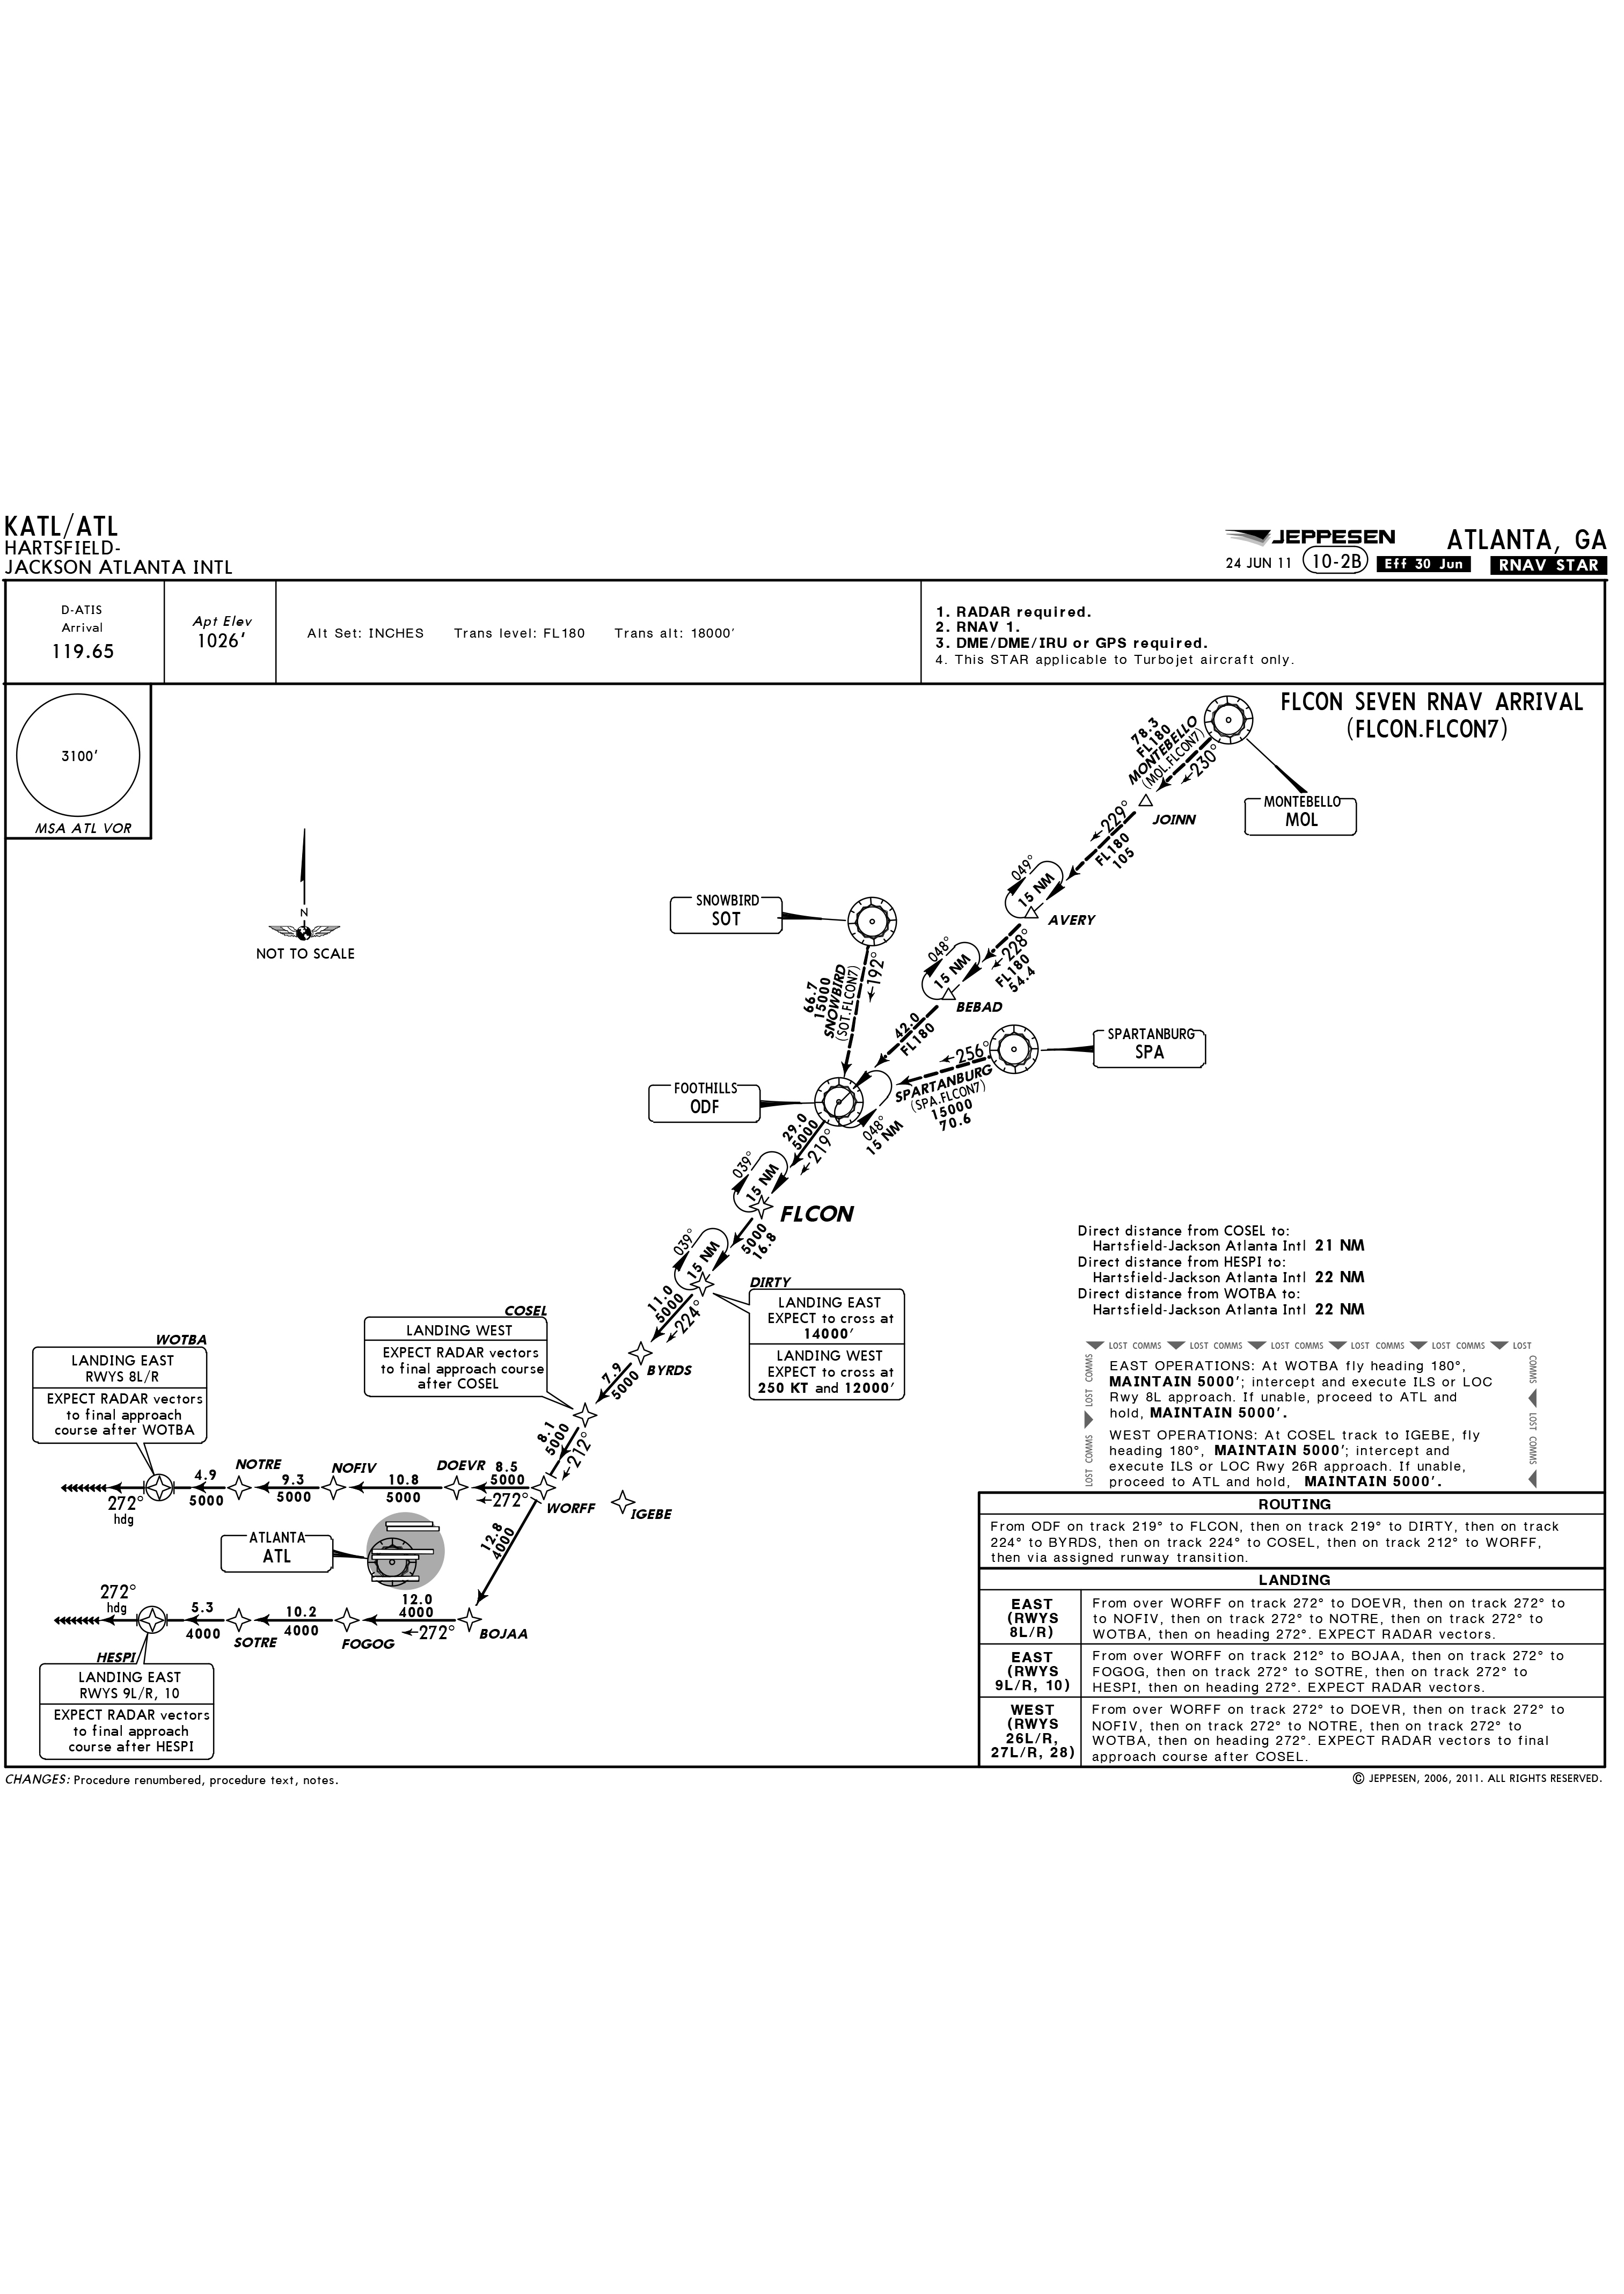 KATL/ATL
HARTSFIELD-
JACKSON ATLANTA INTL
JEPPESEN
ATLANTA, GA
24 JUN 11
10-2B
Eff 30 Jun
RNAV STAR
D-ATIS
Arrival
119.65
Apt Elev
1026'
Alt Set: INCHES Trans level: FL180 Trans alt: 18000'
1. RADAR required.
2. RNAV 1.
3. DME/DME/IRU or GPS required.
4. This STAR applicable to Turbojet aircraft only.
3100'
MSA ATL VOR
FLCON SEVEN RNAV ARRIVAL
(FLCON.FLCON7)
N
NOT TO SCALE
78.3
FL180
MONTEBELLO
(MOL.FLCON7)
230°
MONTEBELLO
MOL
JOINN
229°
FL180
105
049°
15 NM
AVERY
228°
FL180
54.4
048°
15 NM
BEBAD
42.0
FL180
SNOWBIRD
SOT
192°
66.7
15000
SNOWBIRD
(SOT.FLCON7)
SPARTANBURG
SPA
256°
SPARTANBURG
(SPA.FLCON7)
15000
70.6
FOOTHILLS
ODF
048°
15 NM
29.0
5000
219°
039°
15 NM
FLCON
5000
16.8
039°
15 NM
DIRTY
LANDING EAST
EXPECT to cross at
14000'
LANDING WEST
EXPECT to cross at
250 KT and 12000'
11.0
5000
224°
BYRDS
7.9
5000
COSEL
LANDING WEST
EXPECT RADAR vectors
to final approach course
after COSEL
8.1
5000
212°
WORFF
IGEBE
8.5
5000
272°
DOEVR
10.8
5000
NOFIV
9.3
5000
NOTRE
4.9
5000
WOTBA
LANDING EAST
RWYS 8L/R
EXPECT RADAR vectors
to final approach
course after WOTBA
272°
hdg
12.8
4000
ATLANTA
ATL
BOJAA
12.0
4000
272°
FOGOG
10.2
4000
SOTRE
5.3
4000
272°
hdg
HESPI
LANDING EAST
RWYS 9L/R, 10
EXPECT RADAR vectors
to final approach
course after HESPI
Direct distance from COSEL to:
Hartsfield-Jackson Atlanta Intl 21 NM
Direct distance from HESPI to:
Hartsfield-Jackson Atlanta Intl 22 NM
Direct distance from WOTBA to:
Hartsfield-Jackson Atlanta Intl 22 NM
LOST COMMS LOST COMMS LOST COMMS LOST COMMS LOST COMMS LOST
COMMS LOST COMMS
LOST COMMS LOST COMMS
EAST OPERATIONS: At WOTBA fly heading 180°,
MAINTAIN 5000'; intercept and execute ILS or LOC
Rwy 8L approach. If unable, proceed to ATL and
hold, MAINTAIN 5000'.
WEST OPERATIONS: At COSEL track to IGEBE, fly
heading 180°, MAINTAIN 5000'; intercept and
execute ILS or LOC Rwy 26R approach. If unable,
proceed to ATL and hold, MAINTAIN 5000'.
ROUTING
From ODF on track 219° to FLCON, then on track 219° to DIRTY, then on track
224° to BYRDS, then on track 224° to COSEL, then on track 212° to WORFF,
then via assigned runway transition.
LANDING
EAST
(RWYS
8L/R)
From over WORFF on track 272° to DOEVR, then on track 272° to
to NOFIV, then on track 272° to NOTRE, then on track 272° to
WOTBA, then on heading 272°. EXPECT RADAR vectors.
EAST
(RWYS
9L/R, 10)
From over WORFF on track 212° to BOJAA, then on track 272° to
FOGOG, then on track 272° to SOTRE, then on track 272° to
HESPI, then on heading 272°. EXPECT RADAR vectors.
WEST
(RWYS
26L/R,
27L/R, 28)
From over WORFF on track 272° to DOEVR, then on track 272° to
NOFIV, then on track 272° to NOTRE, then on track 272° to
WOTBA, then on heading 272°. EXPECT RADAR vectors to final
approach course after COSEL.
CHANGES: Procedure renumbered, procedure text, notes.
© JEPPESEN, 2006, 2011. ALL RIGHTS RESERVED.